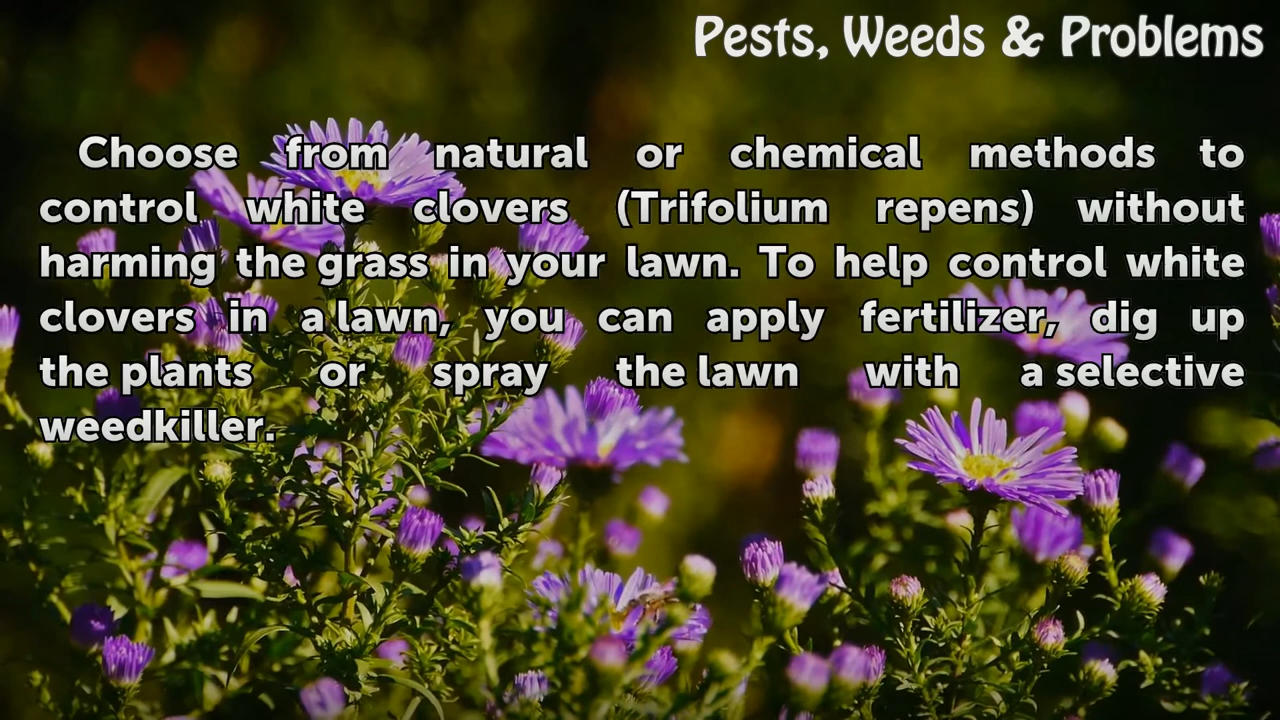 Pests, Weeds & Problems
Choose from natural or chemical methods to
control white clovers (Trifolium repens) without
harming the grass in your lawn. To help control white
clovers in a lawn, you can apply fertilizer, dig up
the plants or spray the lawn with a selective
weedkiller.